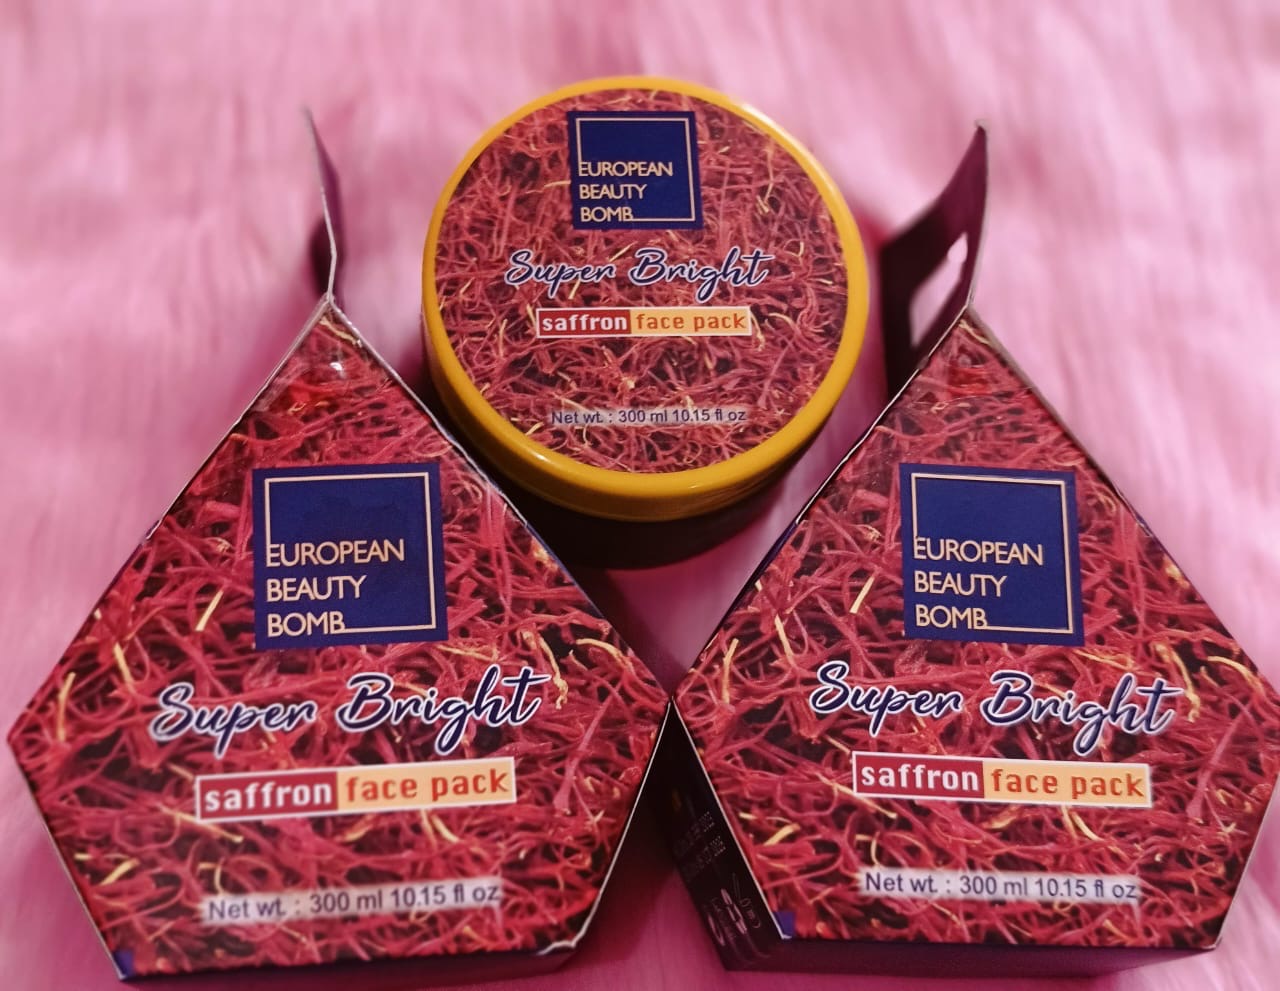 EUROPEAN
BEAUTY
BOMB
Super Bright
saffron face pack
Net wt. : 300 ml 10.15 fl oz
EUROPEAN
BEAUTY
BOMB
Super Bright
saffron face pack
Net wt. : 300 ml 10.15 fl oz
EUROPEAN
BEAUTY
BOMB
Super Bright
saffron face pack
Net wt. : 300 ml 10.15 fl oz